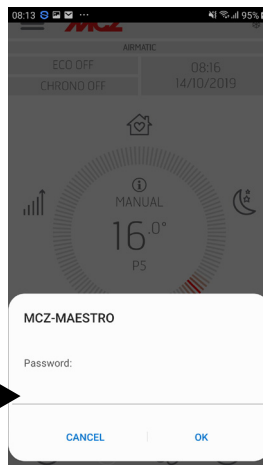 08:13
95%
MCZ
AIRMATIC
ECO OFF
08:16
CHRONO OFF
14/10/2019
MANUAL
16.0°
P5
MCZ-MAESTRO
Password:
CANCEL
OK